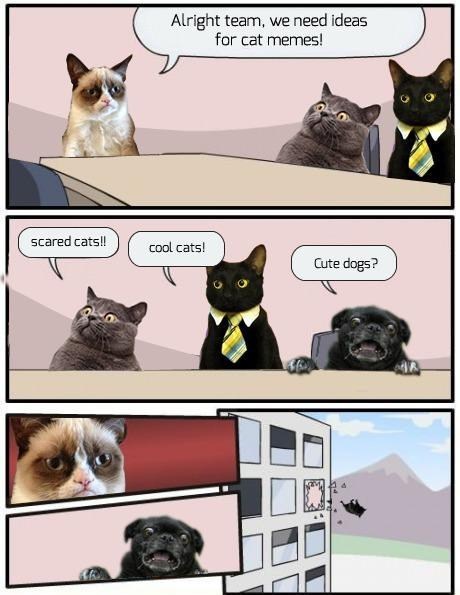 Alright team, we need ideas
for cat memes!
scared cats!!
cool cats!
Cute dogs?